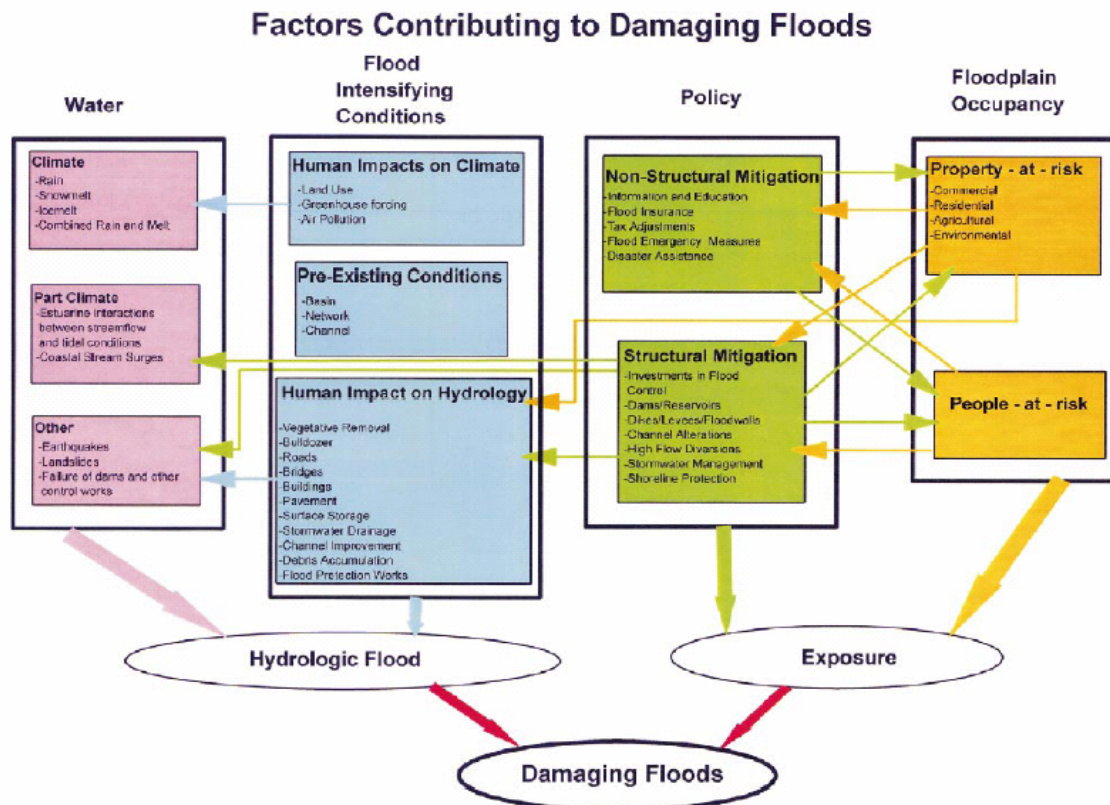 Factors Contributing to Damaging Floods
Water
Climate
-Rain
-Snowmelt
-Icemelt
-Combined Rain and Melt
Part Climate
-Estuarine interactions
between streamflow
and tidel conditions
-Coastal Stream Surges
Other
-Earthquakes
-Landslides
-Failure of dams and other
control works
Flood
Intensifying
Conditions
Human Impacts on Climate
-Land Use
-Greenhouse forcing
-Air Pollution
Pre-Existing Conditions
-Basin
-Network
-Channel
Human Impact on Hydrology
-Vegetative Removal
-Bulldozer
-Roads
-Bridges
-Buildings
-Pavement
-Surface Storage
-Stormwater Drainage
-Channel Improvement
-Debris Accumulation
-Flood Protection Works
Policy
Non-Structural Mitigation
-Information and Education
-Flood Insurance
-Tax Adjustments
-Flood Emergency Measures
-Disaster Assistance
Structural Mitigation
-Investments in Flood
Control
-Dams/Reservoirs
-Dikes/Levees/Floodwalls
-Channel Alterations
-High Flow Diversions
-Stormwater Management
-Shoreline Protection
Floodplain
Occupancy
Property - at - risk
-Commercial
-Residential
-Agricultural
-Environmental
People - at - risk
Hydrologic Flood
Exposure
Damaging Floods